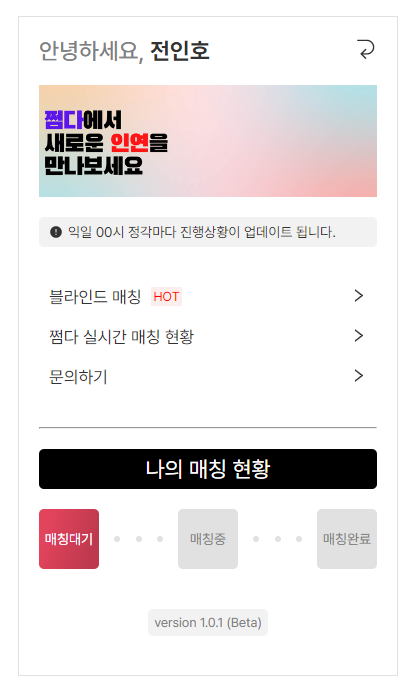 안녕하세요, 전인호
쩜다에서
새로운 인연을
만나보세요
익일 00시 정각마다 진행상황이 업데이트 됩니다.
블라인드 매칭 HOT
쩜다 실시간 매칭 현황
문의하기
나의 매칭 현황
매칭대기 매칭중 매칭완료
version 1.0.1 (Beta)